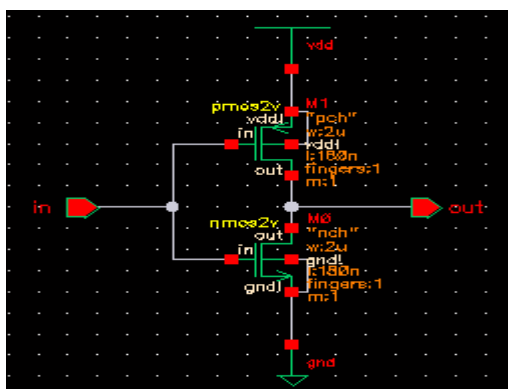 vdd
pmos2v
M1
vdd!
"pch"
w:2u
in
vdd!
l:180n
out
fingers:1
m:1
in
out
nmos2v
M0
out
"nch"
w:2u
in
gnd!
l:180n
gnd!
fingers:1
m:1
gnd